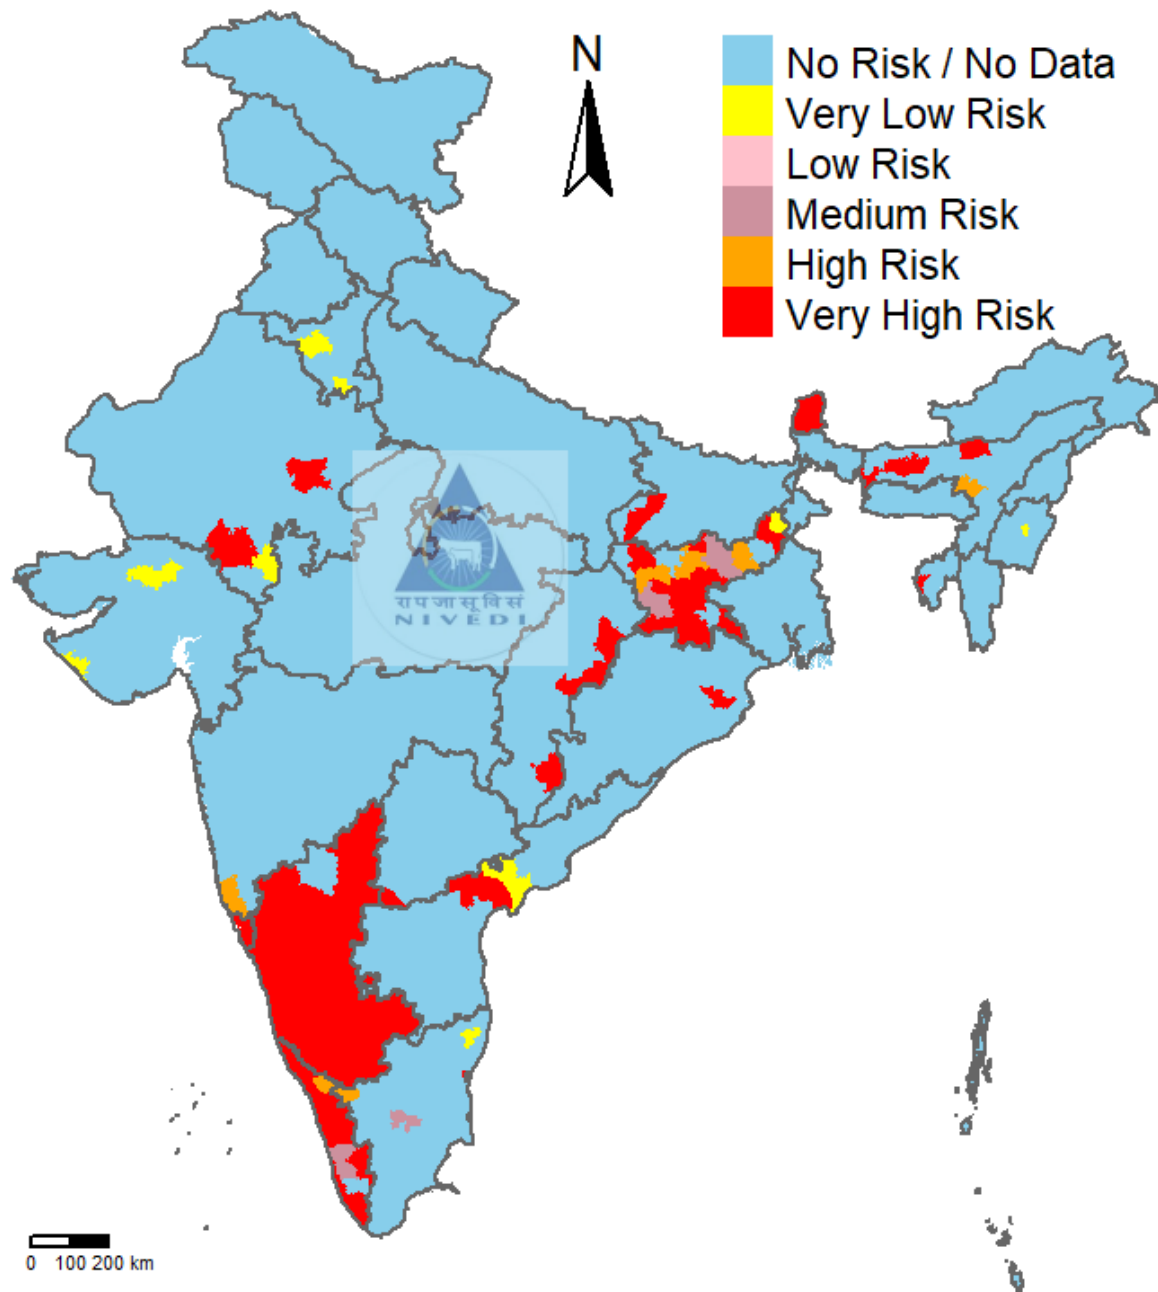 N
No Risk / No Data
Very Low Risk
Low Risk
Medium Risk
High Risk
Very High Risk
रा प जा सू वि सं
NIVEDI
0 100 200 km